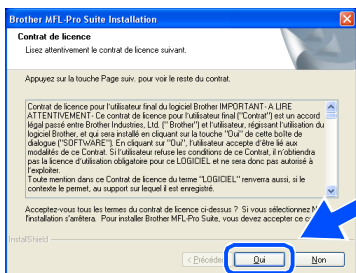 Brother MFL-Pro Suite Installation
Contrat de licence
Lisez attentivement le contrat de licence suivant.
Appuyez sur la touche Page suiv. pour voir le reste du contrat.
Contrat de licence pour l'utilisateur final du logiciel Brother IMPORTANT- A LIRE
ATTENTIVEMENT- Ce contrat de licence pour l'utilisateur final ("Contrat") est un accord
légal passé entre Brother Industries, Ltd. (" Brother") et l'utilisateur, régissant l'utilisation du
logiciel Brother, et qui sera installé en cliquant sur la touche "Oui" de cette boîte de
dialogue ("SOFTWARE"). En cliquant sur "Oui", l'utilisateur accepte d'être lié aux
modalités de ce Contrat. Si l'utilisateur refuse les conditions de ce Contrat, il n'obtiendra
pas la licence d'utilisation obligatoire pour ce LOGICIEL et ne sera donc pas autorisé à
l'exploiter.
Toute mention dans ce Contrat de licence du terme "LOGICIEL" renverra aussi, si le
contexte le permet, au support sur lequel il est enregistré.
Acceptez-vous tous les termes du contrat de licence ci-dessus ? Si vous sélectionnez
l'installation s'arrêtera. Pour installer Brother MFL-Pro Suite, vous devez accepter ce
InstallShield
< Précéden
Oui
Non